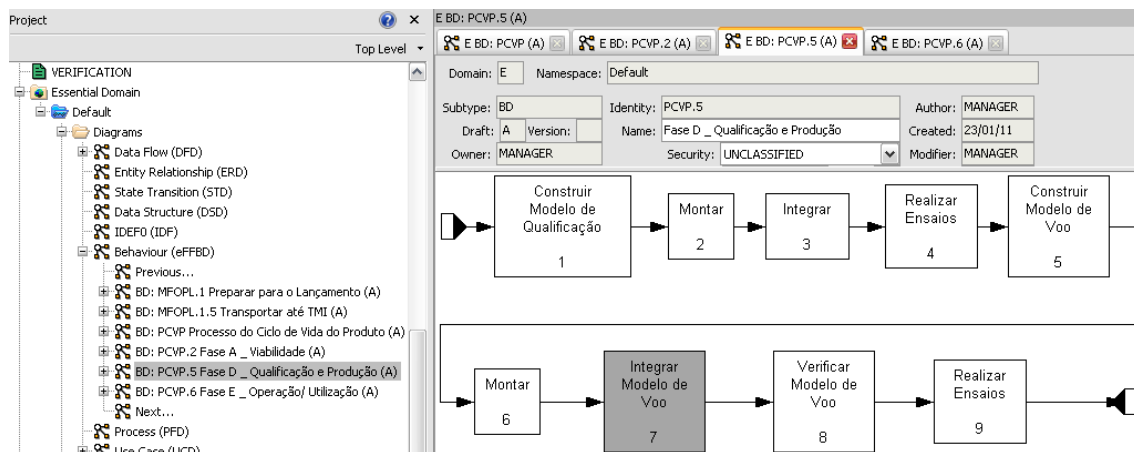 Project
Top Level
VERIFICATION
Essential Domain
Default
Diagrams
Data Flow (DFD)
Entity Relationship (ERD)
State Transition (STD)
Data Structure (DSD)
IDEF0 (IDF)
Behaviour (eFFBD)
Previous...
BD: MFOPL.1 Preparar para o Lançamento (A)
BD: MFOPL.1.5 Transportar até TMI (A)
BD: PCVP Processo do Ciclo de Vida do Produto (A)
BD: PCVP.2 Fase A _ Viabilidade (A)
BD: PCVP.5 Fase D _ Qualificação e Produção (A)
BD: PCVP.6 Fase E _ Operação/ Utilização (A)
Next...
Process (PFD)
Use Case (UCD)
E BD: PCVP.5 (A)
E BD: PCVP (A) E BD: PCVP.2 (A) E BD: PCVP.5 (A) E BD: PCVP.6 (A)
Domain: E Namespace: Default
Subtype: BD Identity: PCVP.5 Author: MANAGER
Draft: A Version: Name: Fase D _ Qualificação e Produção Created: 23/01/11
Owner: MANAGER Security: UNCLASSIFIED Modifier: MANAGER
Construir
Modelo de
Qualificação
1
Montar
2
Integrar
3
Realizar
Ensaios
4
Construir
Modelo de
Voo
5
Montar
6
Integrar
Modelo de
Voo
7
Verificar
Modelo de
Voo
8
Realizar
Ensaios
9